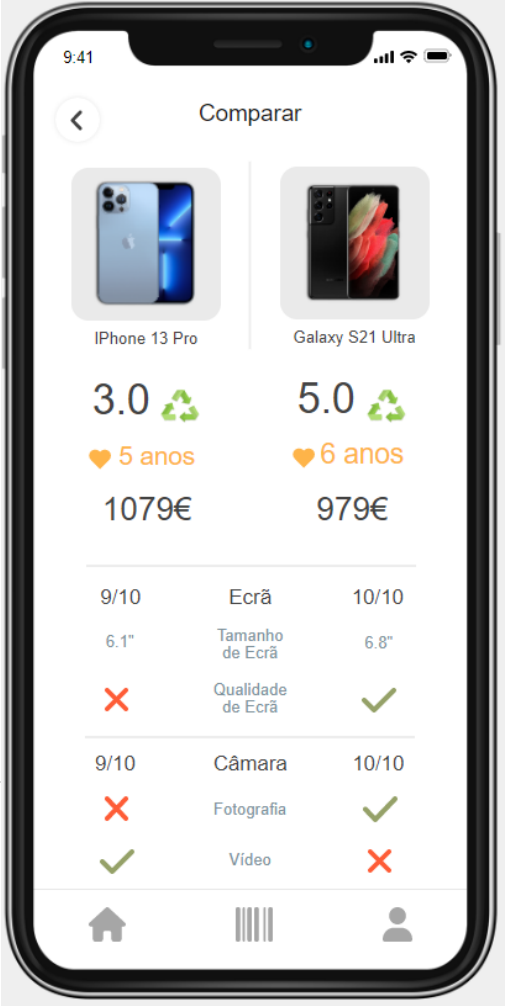 9:41
Comparar
IPhone 13 Pro
Galaxy S21 Ultra
3.0
5.0
5 anos
6 anos
1079€
979€
9/10
Ecrã
10/10
6.1"
Tamanho
de Ecrã
6.8"
Qualidade
de Ecrã
9/10
Câmara
10/10
Fotografia
Vídeo